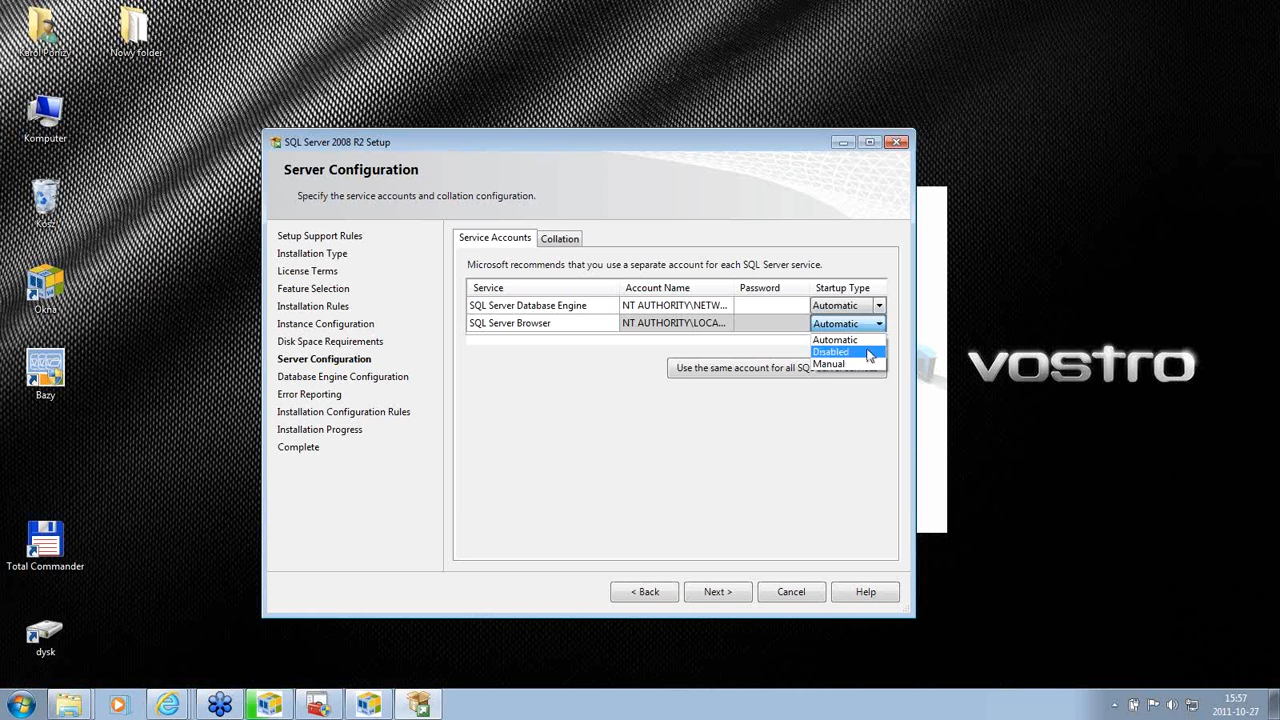 Nowy folder
Komputer
Kosz
Okna
Bazy
Total Commander
dysk
SQL Server 2008 R2 Setup
Server Configuration
Specify the service accounts and collation configuration.
Setup Support Rules
Installation Type
License Terms
Feature Selection
Installation Rules
Instance Configuration
Disk Space Requirements
Server Configuration
Database Engine Configuration
Error Reporting
Installation Configuration Rules
Installation Progress
Complete
Service Accounts
Collation
Microsoft recommends that you use a separate account for each SQL Server service.
Service Account Name Password Startup Type
SQL Server Database Engine NT AUTHORITY\NETW... Automatic
SQL Server Browser NT AUTHORITY\LOCA... Automatic
Automatic
Disabled
Manual
Use the same account for all SQL
< Back
Next >
Cancel
Help
vostro
15:57
2011-10-27